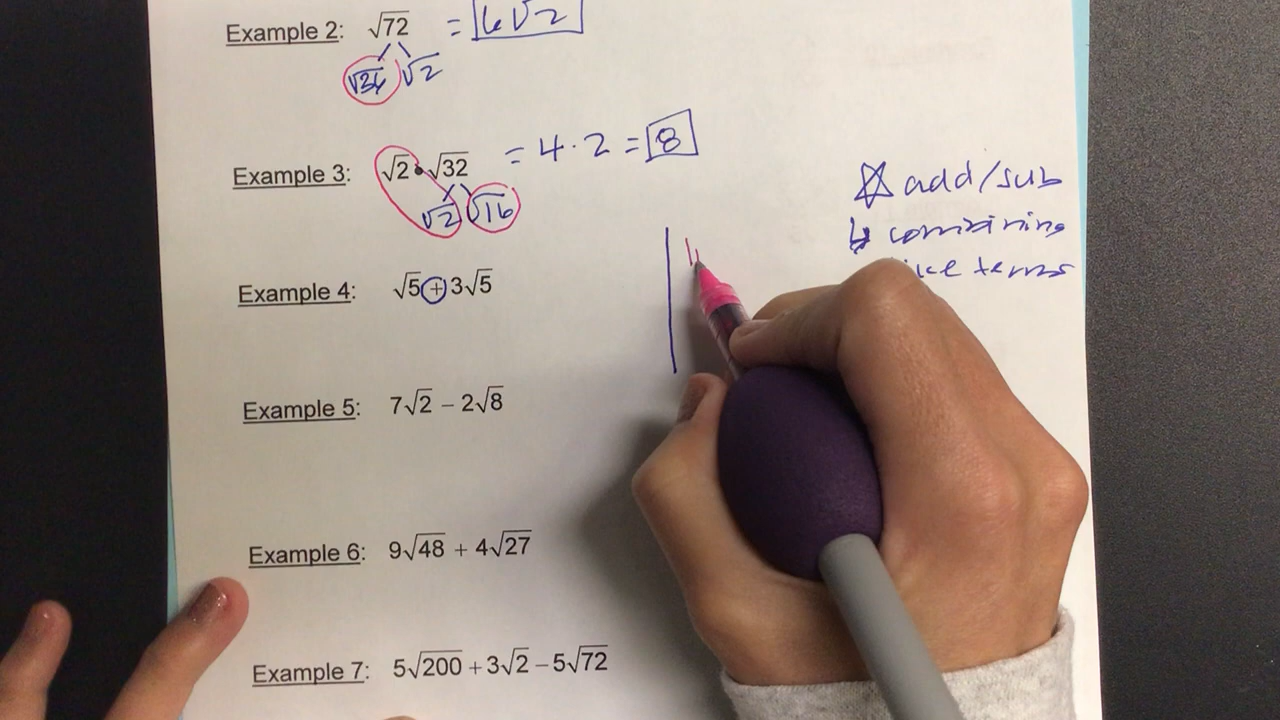 Example 2: √72 = 6√2
√36 √2
Example 3: √2 • √32 = 4 · 2 = 8
√2 √16
☆ add/sub
↳ combining
like terms
Example 4: √5 + 3√5
Example 5: 7√2 – 2√8
Example 6: 9√48 + 4√27
Example 7: 5√200 + 3√2 – 5√72